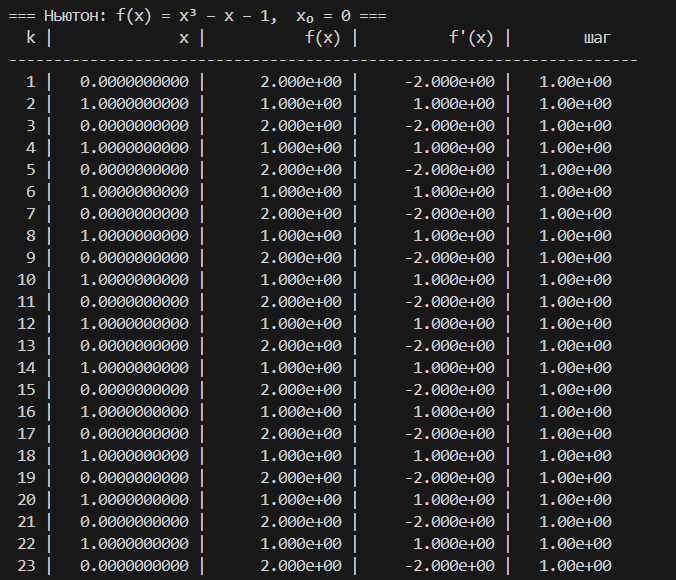 === Ньютон: f(x) = x³ − x − 1,  x₀ = 0 ===
  k |              x |           f(x) |          f'(x) |        шаг
----------------------------------------------------------------------
  1 |   0.0000000000 |      2.000e+00 |     -2.000e+00 |   1.00e+00
  2 |   1.0000000000 |      1.000e+00 |      1.000e+00 |   1.00e+00
  3 |   0.0000000000 |      2.000e+00 |     -2.000e+00 |   1.00e+00
  4 |   1.0000000000 |      1.000e+00 |      1.000e+00 |   1.00e+00
  5 |   0.0000000000 |      2.000e+00 |     -2.000e+00 |   1.00e+00
  6 |   1.0000000000 |      1.000e+00 |      1.000e+00 |   1.00e+00
  7 |   0.0000000000 |      2.000e+00 |     -2.000e+00 |   1.00e+00
  8 |   1.0000000000 |      1.000e+00 |      1.000e+00 |   1.00e+00
  9 |   0.0000000000 |      2.000e+00 |     -2.000e+00 |   1.00e+00
 10 |   1.0000000000 |      1.000e+00 |      1.000e+00 |   1.00e+00
 11 |   0.0000000000 |      2.000e+00 |     -2.000e+00 |   1.00e+00
 12 |   1.0000000000 |      1.000e+00 |      1.000e+00 |   1.00e+00
 13 |   0.0000000000 |      2.000e+00 |     -2.000e+00 |   1.00e+00
 14 |   1.0000000000 |      1.000e+00 |      1.000e+00 |   1.00e+00
 15 |   0.0000000000 |      2.000e+00 |     -2.000e+00 |   1.00e+00
 16 |   1.0000000000 |      1.000e+00 |      1.000e+00 |   1.00e+00
 17 |   0.0000000000 |      2.000e+00 |     -2.000e+00 |   1.00e+00
 18 |   1.0000000000 |      1.000e+00 |      1.000e+00 |   1.00e+00
 19 |   0.0000000000 |      2.000e+00 |     -2.000e+00 |   1.00e+00
 20 |   1.0000000000 |      1.000e+00 |      1.000e+00 |   1.00e+00
 21 |   0.0000000000 |      2.000e+00 |     -2.000e+00 |   1.00e+00
 22 |   1.0000000000 |      1.000e+00 |      1.000e+00 |   1.00e+00
 23 |   0.0000000000 |      2.000e+00 |     -2.000e+00 |   1.00e+00